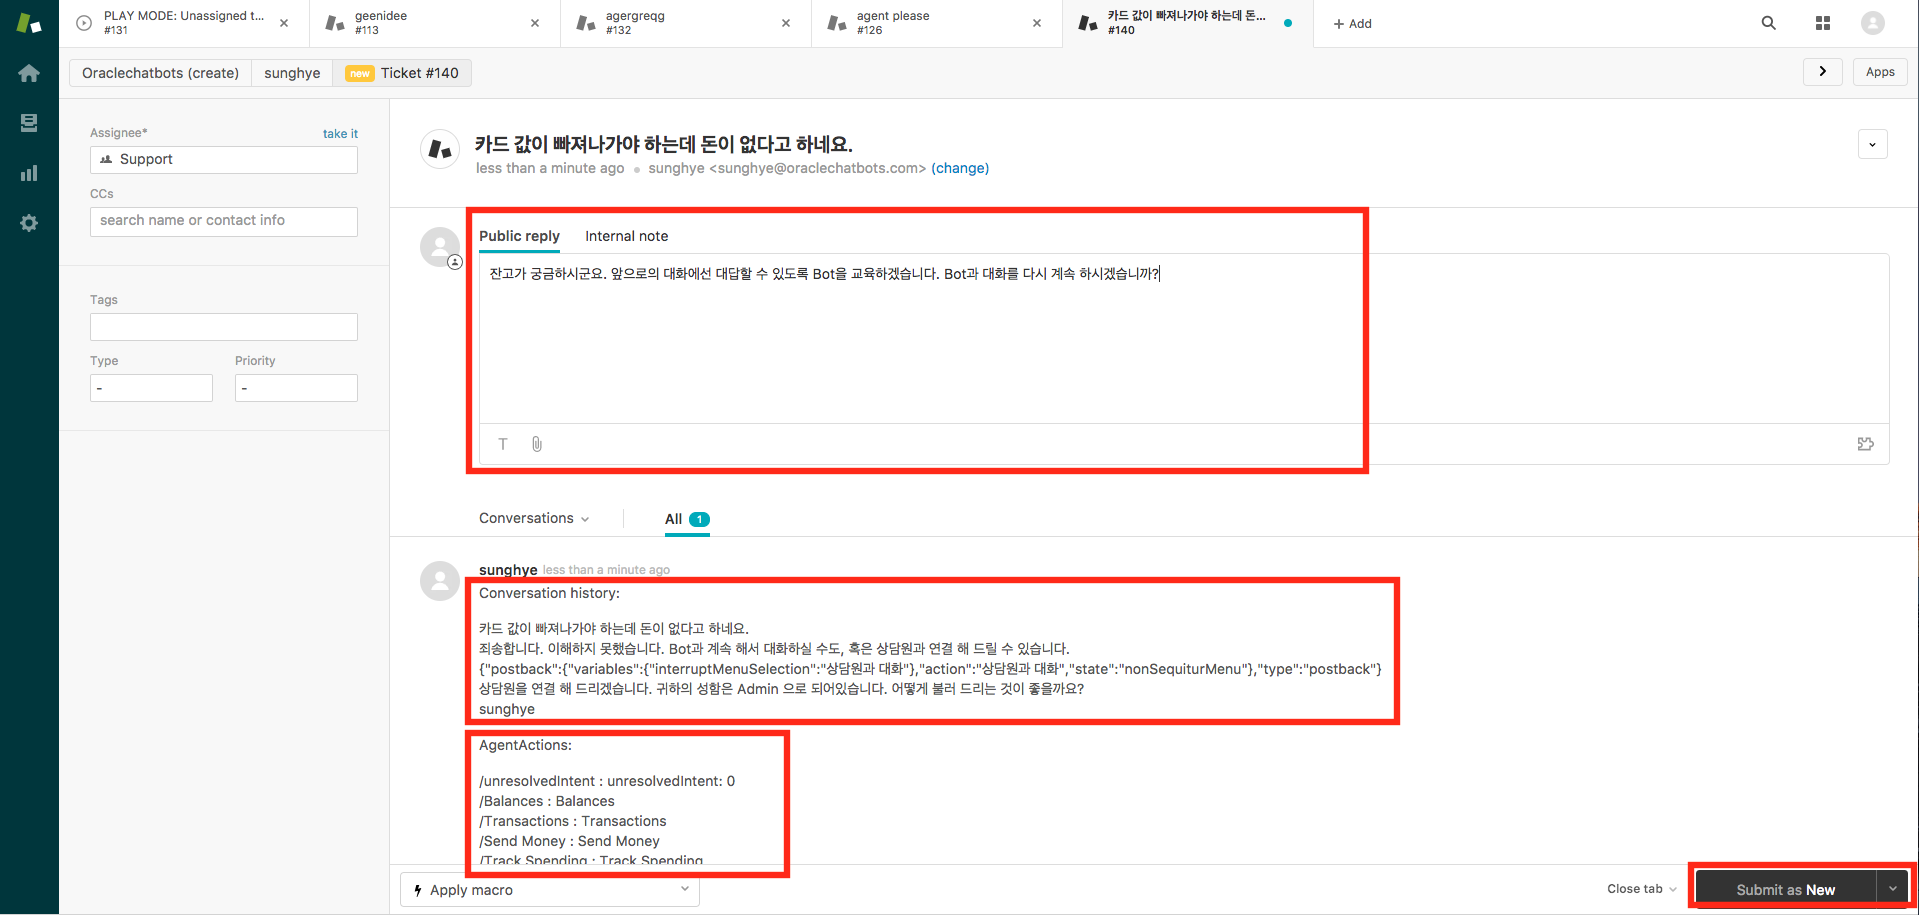 PLAY MODE: Unassigned t...
#131
geenidee
#113
agergreqg
#132
agent please
#126
카드 값이 빠져나가야 하는데 돈...
#140
+ Add
Oraclechatbots (create)
sunghye
new Ticket #140
Apps
Assignee*
take it
Support
CCs
search name or contact info
Tags
Type
Priority
-
-
카드 값이 빠져나가야 하는데 돈이 없다고 하네요.
less than a minute ago sunghye <sunghye@oraclechatbots.com> (change)
Public reply
Internal note
잔고가 궁금하시군요. 앞으로의 대화에선 대답할 수 있도록 Bot을 교육하겠습니다. Bot과 대화를 다시 계속 하시겠습니까?
T
Conversations
All 1
sunghye less than a minute ago
Conversation history:
카드 값이 빠져나가야 하는데 돈이 없다고 하네요.
죄송합니다. 이해하지 못했습니다. Bot과 계속 해서 대화하실 수도, 혹은 상담원과 연결 해 드릴 수 있습니다.
{"postback":{"variables":{"interruptMenuSelection":"상담원과 대화"},"action":"상담원과 대화","state":"nonSequiturMenu"},"type":"postback"}
상담원을 연결 해 드리겠습니다. 귀하의 성함은 Admin 으로 되어있습니다. 어떻게 불러 드리는 것이 좋을까요?
sunghye
AgentActions:
/unresolvedIntent : unresolvedIntent: 0
/Balances : Balances
/Transactions : Transactions
/Send Money : Send Money
/Track Spending : Track Spending
Apply macro
Close tab
Submit as New